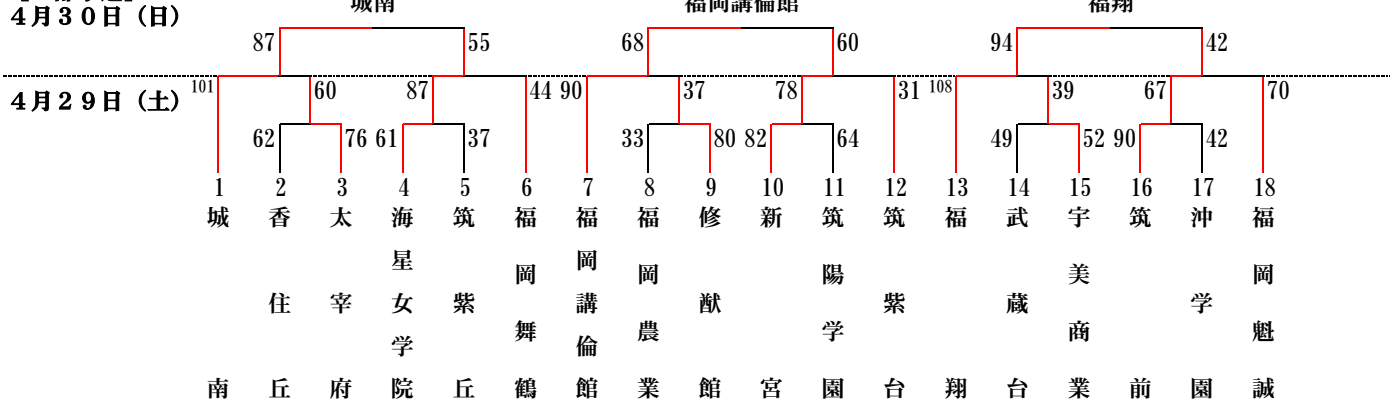 城南 福岡講倫館 福翔
４月３０日（日）
87 55 68 60 94 42
４月２９日（土）
101 60 87 44 90 37 78 31 108 39 67 70
62 76 61 37 33 80 82 64 49 52 90 42
1 2 3 4 5 6 7 8 9 10 11 12 13 14 15 16 17 18
城南
香住丘
太宰府
海星女学院
筑紫丘
福岡舞鶴
福岡講倫館
福岡農業
修猷館
新宮
筑陽学園
筑紫台
福翔
武蔵台
宇美商業
筑前
沖学園
福岡魁誠